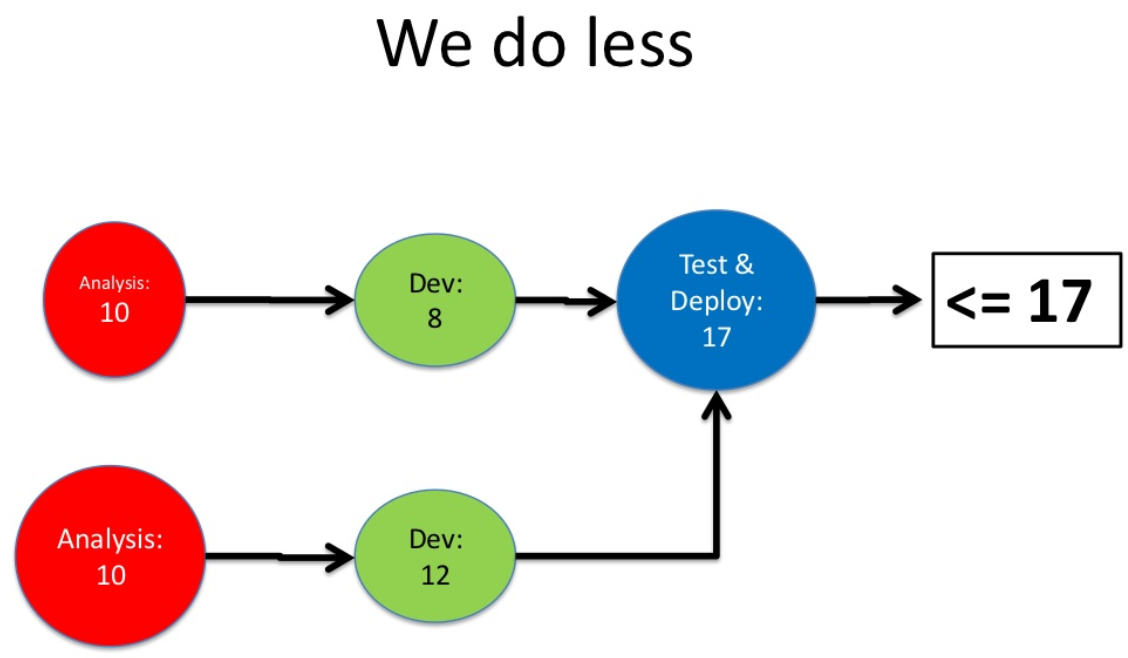 We do less
Analysis:
10
Dev:
8
Test &
Deploy:
17
<= 17
Analysis:
10
Dev:
12